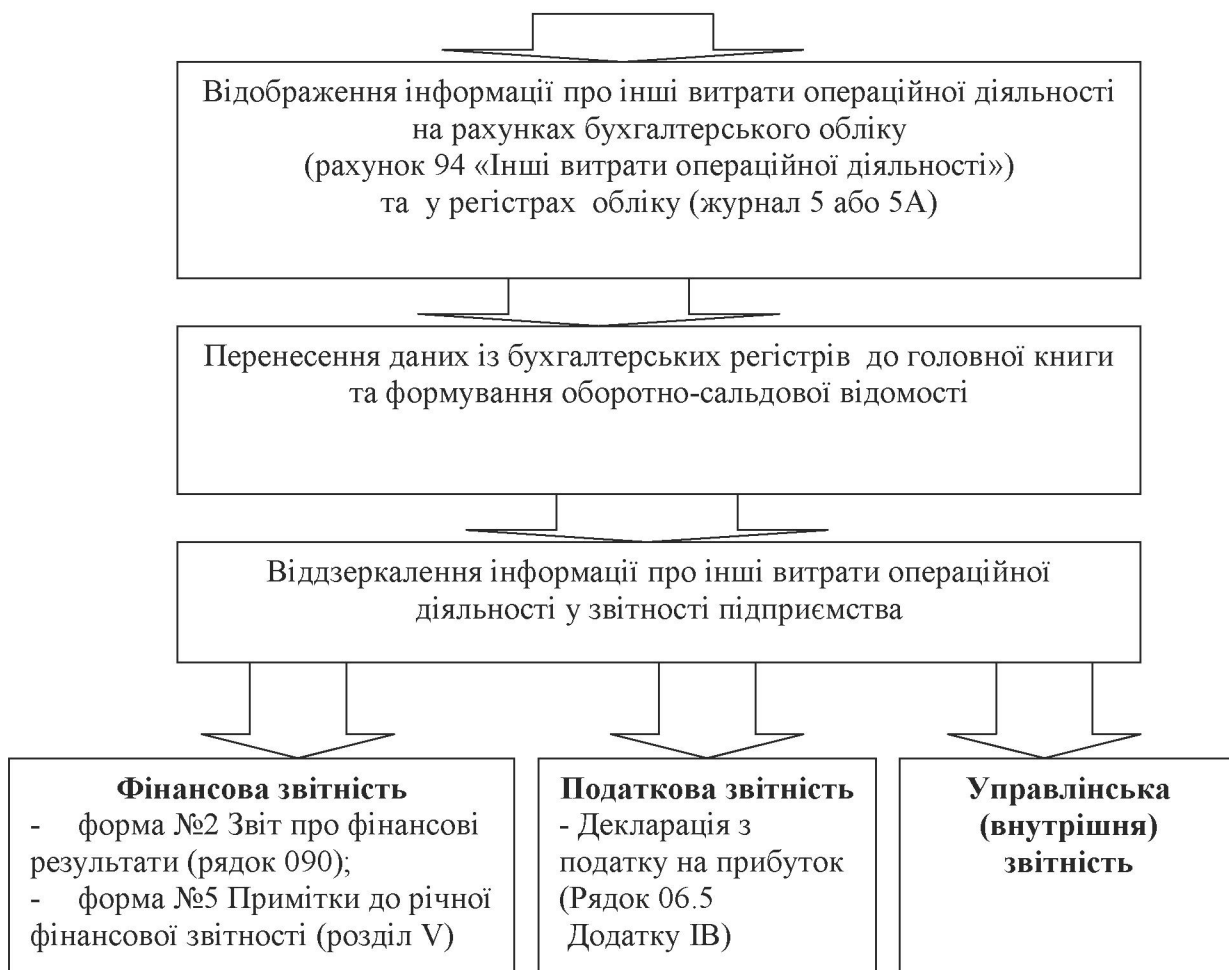 Відображення інформації про інші витрати операційної діяльності
на рахунках бухгалтерського обліку
(рахунок 94 «Інші витрати операційної діяльності»)
та у регістрах обліку (журнал 5 або 5А)
Перенесення даних із бухгалтерських регістрів до головної книги
та формування оборотно-сальдової відомості
Віддзеркалення інформації про інші витрати операційної
діяльності у звітності підприємства
Фінансова звітність
- форма №2 Звіт про фінансові
результати (рядок 090);
- форма №5 Примітки до річної
фінансової звітності (розділ V)
Податкова звітність
- Декларація з
податку на прибуток
(Рядок 06.5
Додатку ІВ)
Управлінська
(внутрішня)
звітність